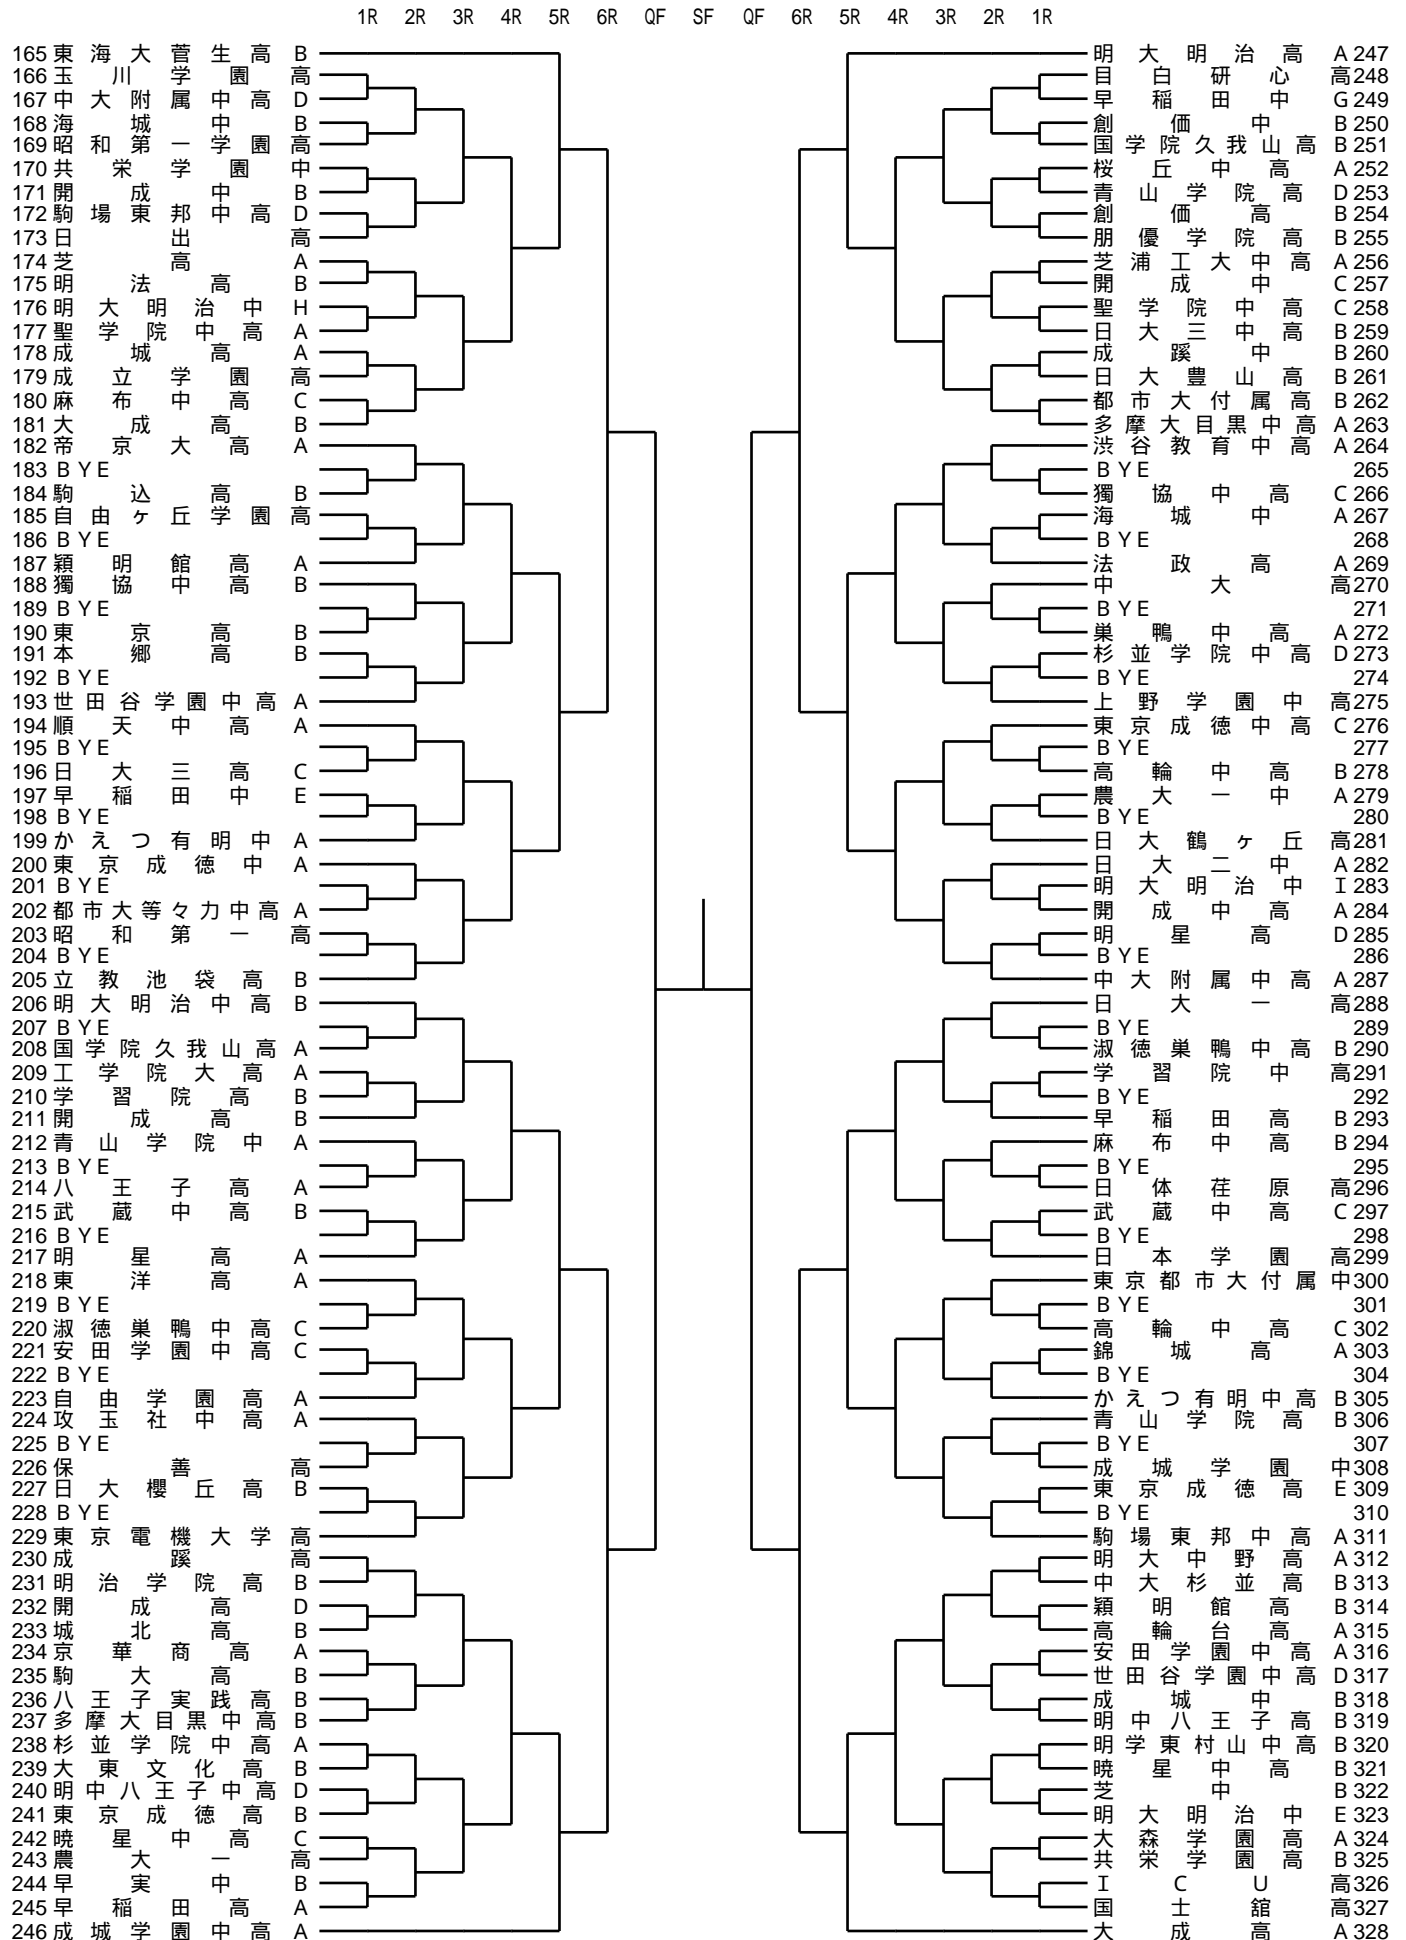 1R 2R 3R 4R 5R 6R QF SF QF 6R 5R 4R 3R 2R 1R
165 東海大菅生高 B
166 玉川学園高
167 中大附属中高 D
168 海城中 B
169 昭和第一学園高
170 共栄学園中
171 開成中 B
172 駒場東邦中高 D
173 日出高
174 芝高 A
175 明法高 B
176 明大明治中 H
177 聖学院中高 A
178 成城高 A
179 成立学園高
180 麻布中高 C
181 大成高 B
182 帝京大高 A
183 BYE
184 駒込高 B
185 自由ヶ丘学園高
186 BYE
187 穎明館高 A
188 獨協中高 B
189 BYE
190 東京高 B
191 本郷高 B
192 BYE
193 世田谷学園中高 A
194 順天中高 A
195 BYE
196 日大三高 C
197 早稲田中 E
198 BYE
199 かえつ有明中 A
200 東京成徳中 A
201 BYE
202 都市大等々力中高 A
203 昭和第一高
204 BYE
205 立教池袋高 B
206 明大明治中高 B
207 BYE
208 国学院久我山高 A
209 工学院大高 A
210 学習院高 B
211 開成高 B
212 青山学院中 A
213 BYE
214 八王子高 A
215 武蔵中高 B
216 BYE
217 明星高 A
218 東洋高 A
219 BYE
220 淑徳巣鴨中高 C
221 安田学園中高 C
222 BYE
223 自由学園高 A
224 攻玉社中高 A
225 BYE
226 保善高
227 日大櫻丘高 B
228 BYE
229 東京電機大学高
230 成蹊高
231 明治学院高 B
232 開成高 D
233 城北高 B
234 京華商高 A
235 駒大高 B
236 八王子実践高 B
237 多摩大目黒中高 B
238 杉並学院中高 A
239 大東文化高 B
240 明中八王子中高 D
241 東京成徳高 B
242 暁星中高 C
243 農大一高
244 早実中 B
245 早稲田高 A
246 成城学園中高 A
明大明治高 A 247
目白研心高 248
早稲田中 G 249
創価中 B 250
国学院久我山高 B 251
桜丘中高 A 252
青山学院高 D 253
創価高 B 254
朋優学院高 B 255
芝浦工大中高 A 256
開成中 C 257
聖学院中高 C 258
日大三中高 B 259
成蹊中 B 260
日大豊山高 B 261
都市大付属高 B 262
多摩大目黒中高 A 263
渋谷教育中高 A 264
BYE 265
獨協中高 C 266
海城中 A 267
BYE 268
法政高 A 269
中大高 270
BYE 271
巣鴨中高 A 272
杉並学院中高 D 273
BYE 274
上野学園中高 275
東京成徳中高 C 276
BYE 277
高輪中高 B 278
農大一中 A 279
BYE 280
日大鶴ヶ丘高 281
日大二中 A 282
明大明治中 I 283
開成中高 A 284
明星高 D 285
BYE 286
中大附属中高 A 287
日大一高 288
BYE 289
淑徳巣鴨中高 B 290
学習院中高 291
BYE 292
早稲田高 B 293
麻布中高 B 294
BYE 295
日体荏原高 296
武蔵中高 C 297
BYE 298
日本学園高 299
東京都市大付属中 300
BYE 301
高輪中高 C 302
錦城高 A 303
BYE 304
かえつ有明中高 B 305
青山学院高 B 306
BYE 307
成城学園中 308
東京成徳高 E 309
BYE 310
駒場東邦中高 A 311
明大中野高 A 312
中大杉並高 B 313
穎明館高 B 314
高輪台高 A 315
安田学園中高 A 316
世田谷学園中高 D 317
成城中 B 318
明中八王子高 B 319
明学東村山中高 B 320
暁星中高 B 321
芝中 B 322
明大明治中 E 323
大森学園高 A 324
共栄学園高 B 325
ICU高 326
国士舘高 327
大成高 A 328